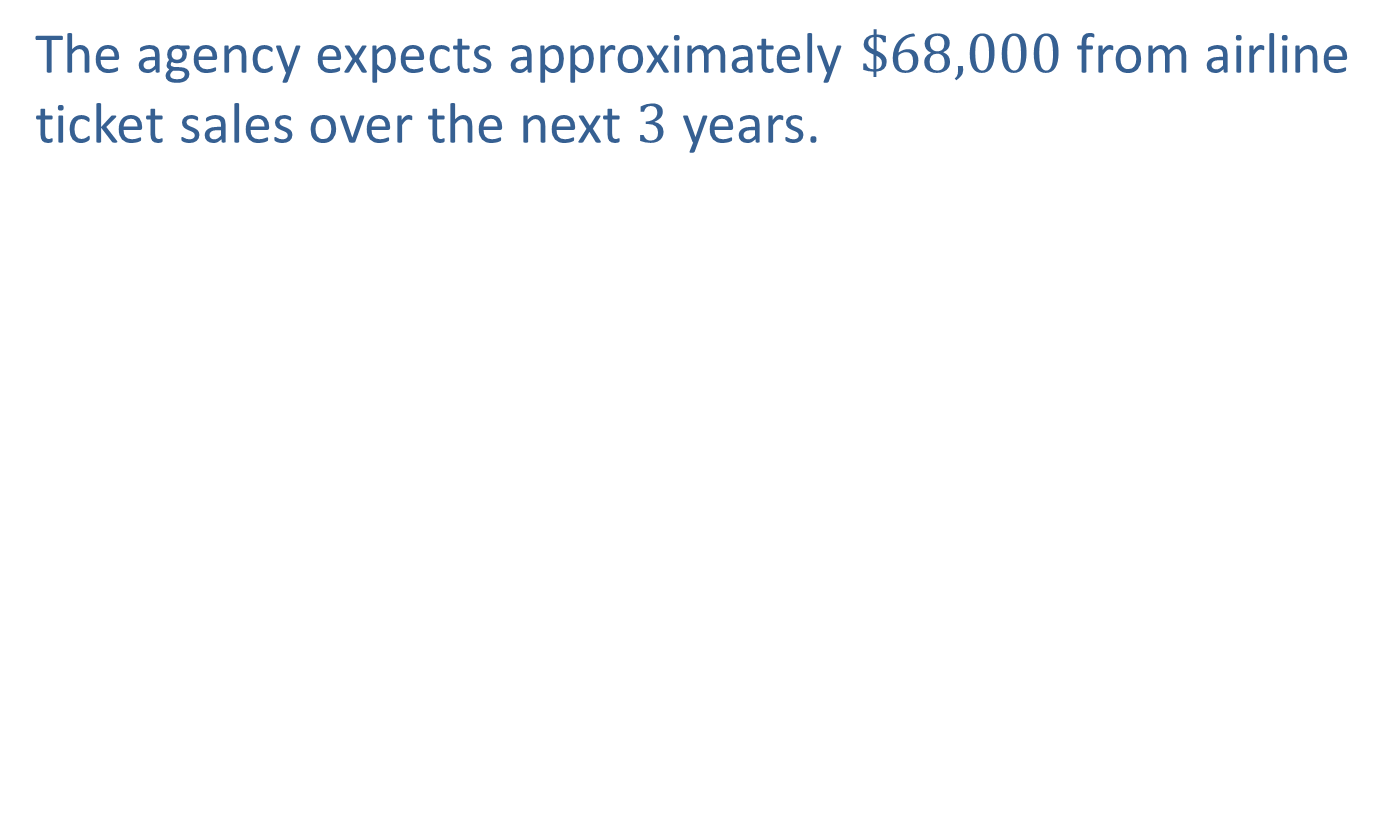 The agency expects approximately $68,000 from airline
ticket sales over the next 3 years.